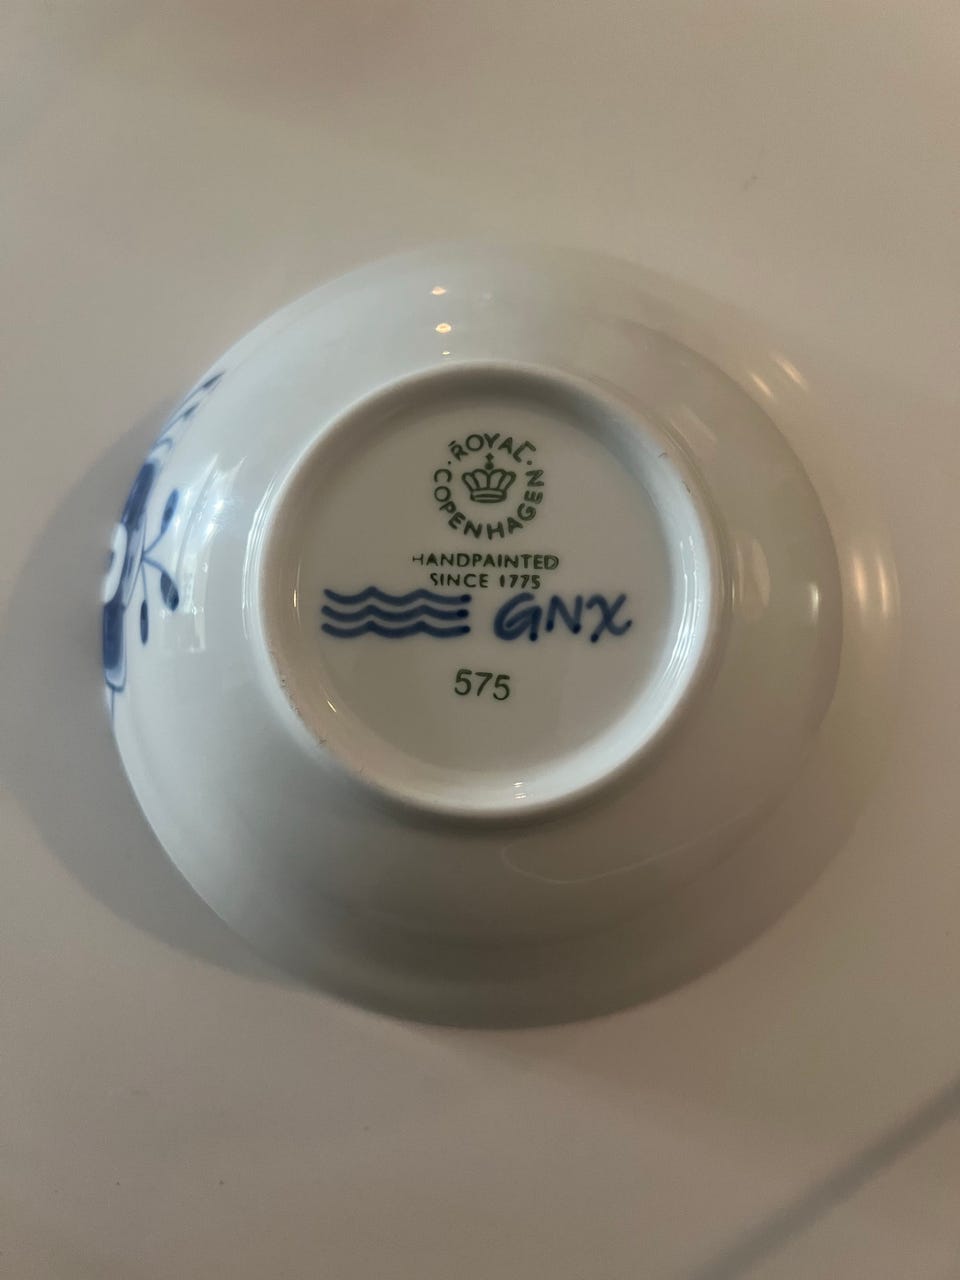 ROYAL
COPENHAGEN
HANDPAINTED
SINCE 1775
GNX
575